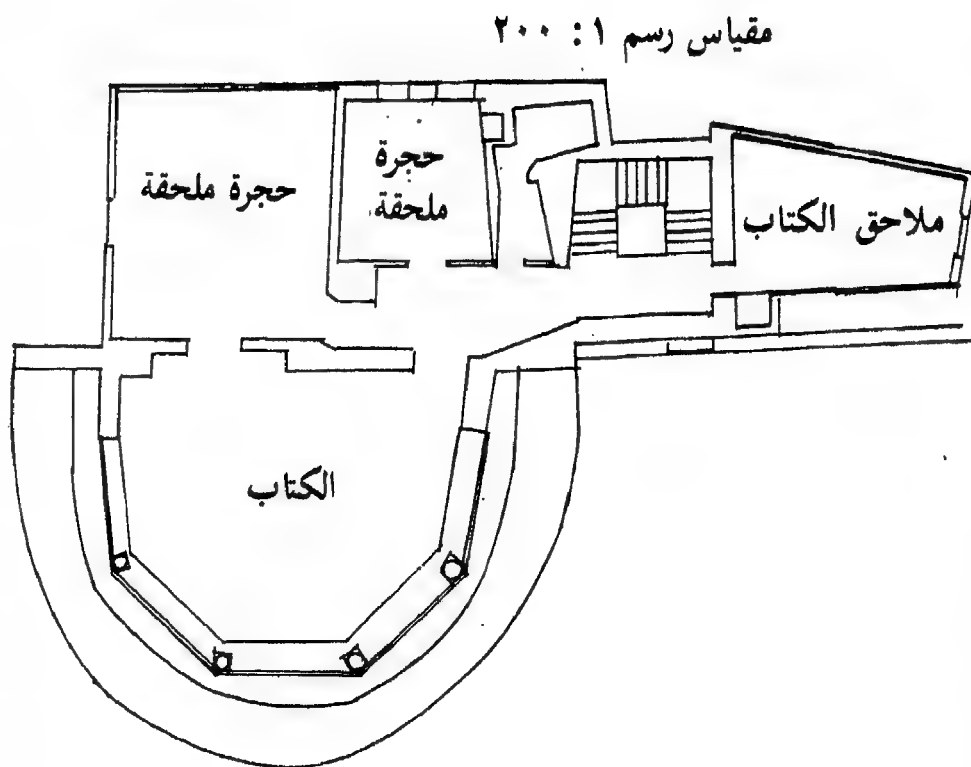 مقياس رسم ١ : ٢٠٠
حجرة
ملحقة
حجرة ملحقة
ملاحق الكتاب
الكتاب